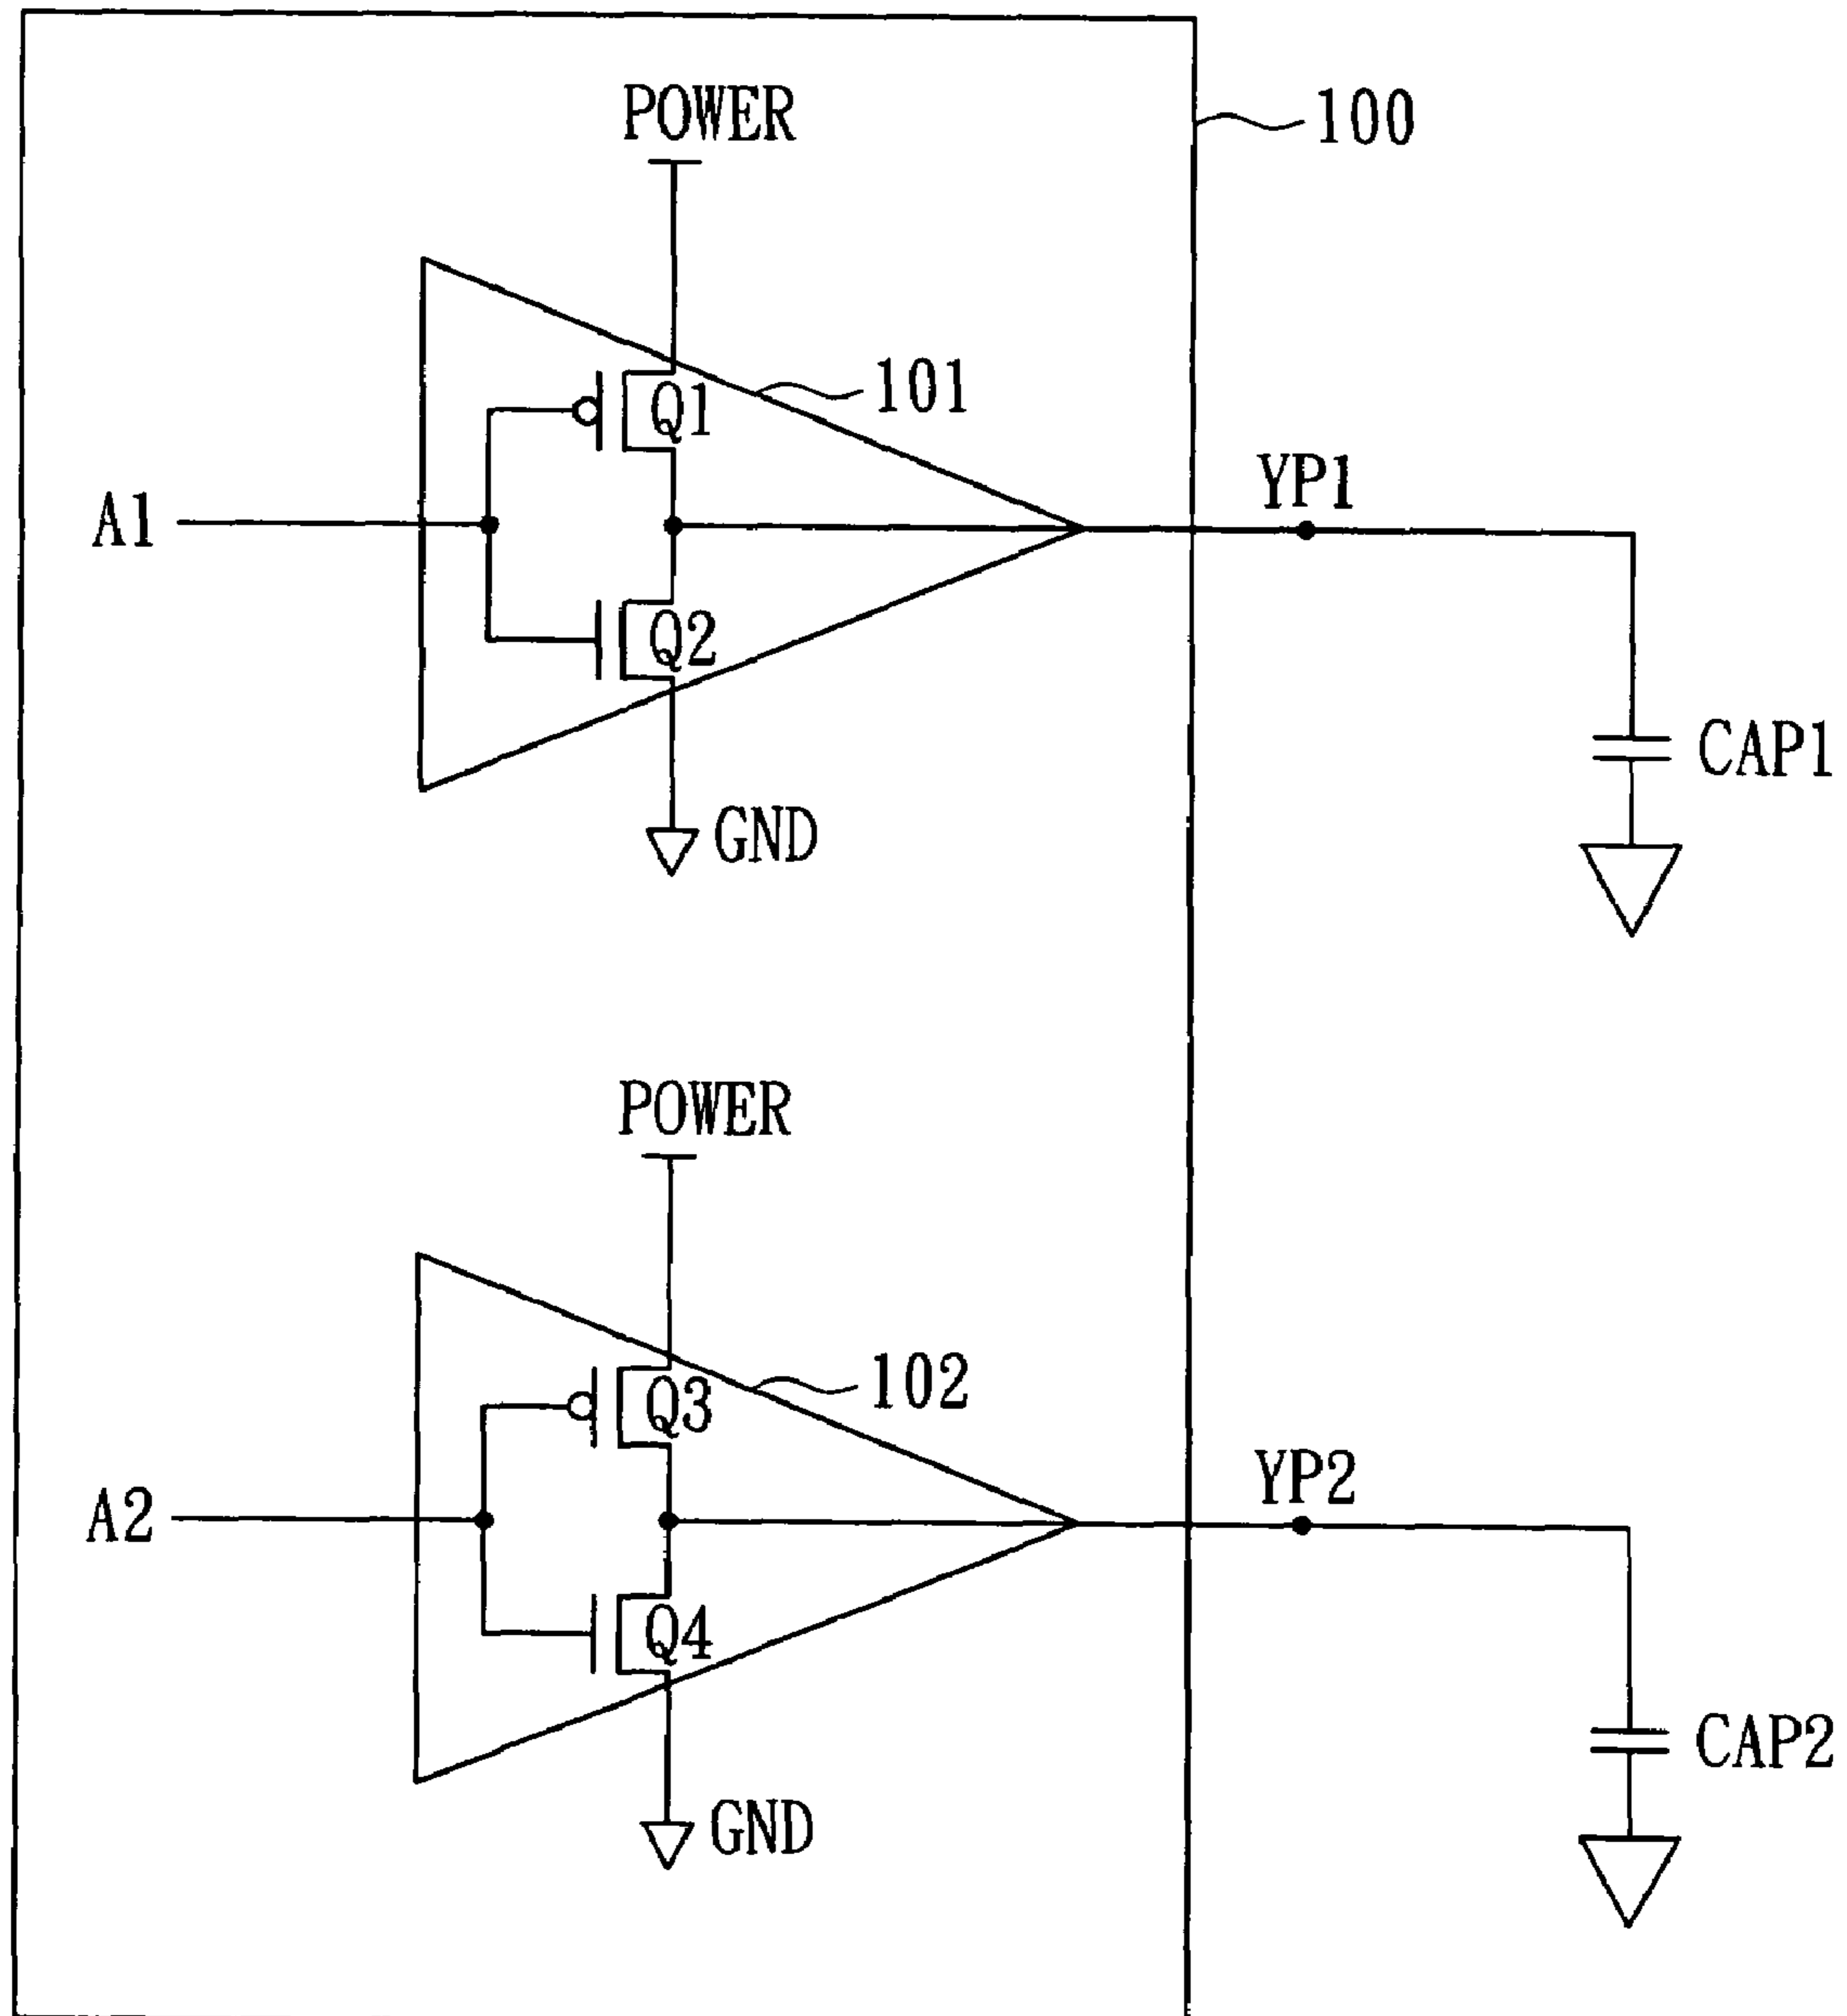 POWER
100
Q1
101
A1
YP1
Q2
CAP1
GND
POWER
Q3
102
A2
YP2
Q4
CAP2
GND